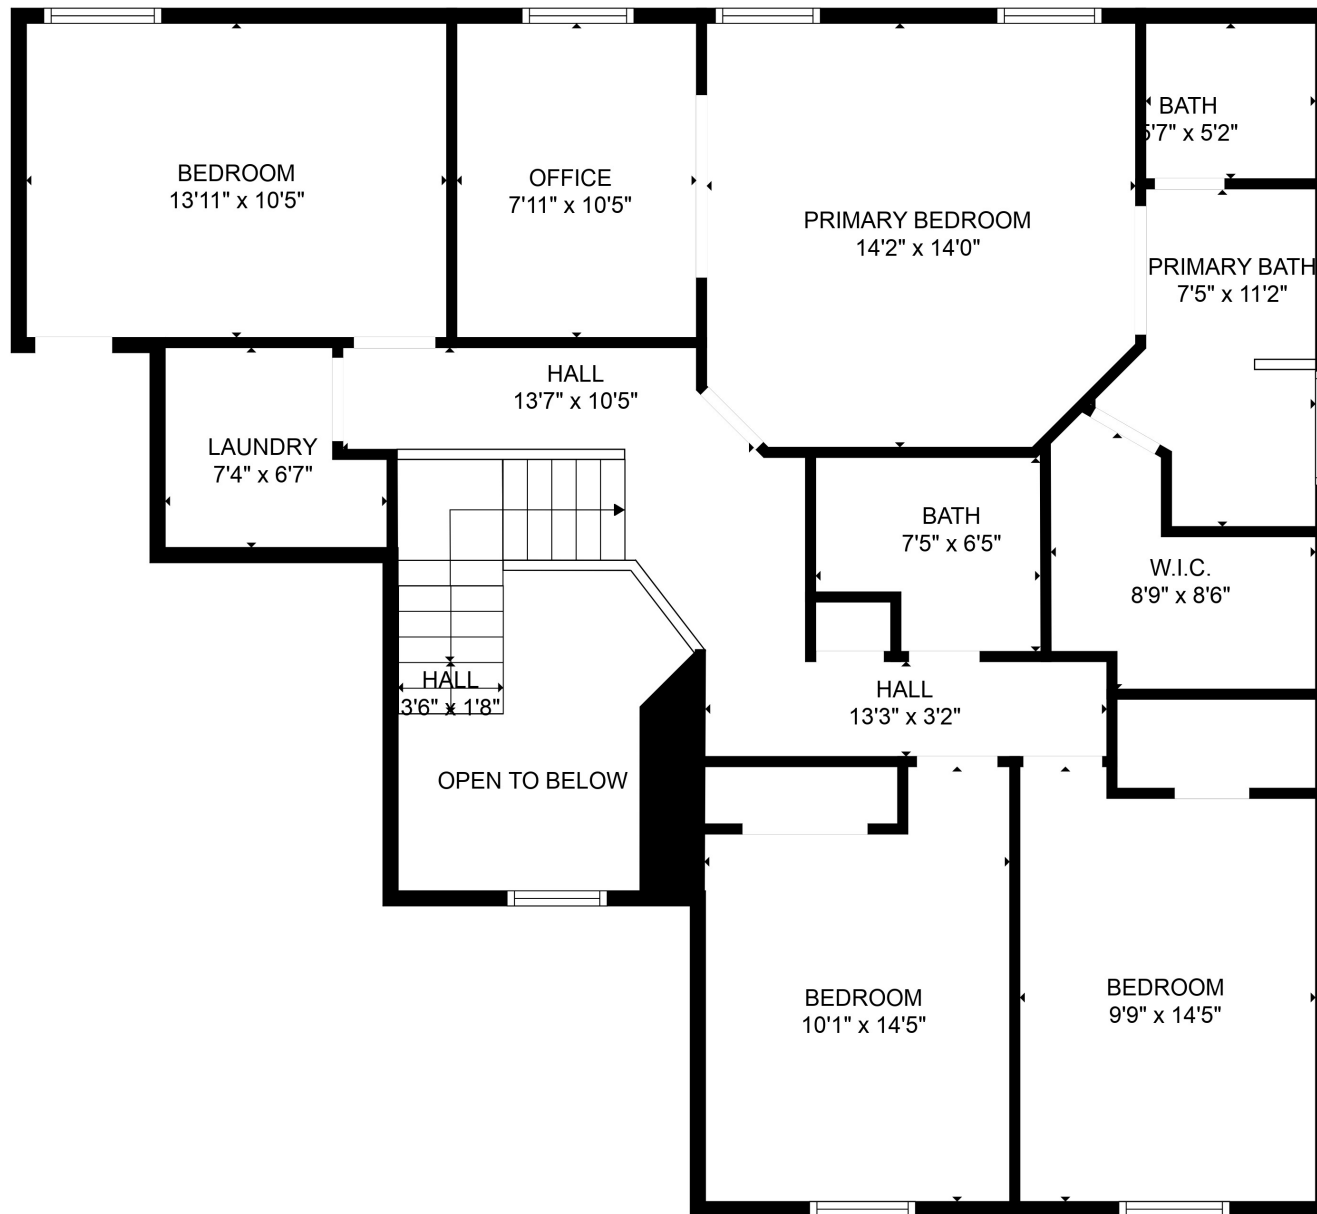 BATH
5'7" x 5'2"
BEDROOM
13'11" x 10'5"
OFFICE
7'11" x 10'5"
PRIMARY BEDROOM
14'2" x 14'0"
PRIMARY BATH
7'5" x 11'2"
HALL
13'7" x 10'5"
LAUNDRY
7'4" x 6'7"
BATH
7'5" x 6'5"
W.I.C.
8'9" x 8'6"
HALL
3'6" x 1'8"
HALL
13'3" x 3'2"
OPEN TO BELOW
BEDROOM
10'1" x 14'5"
BEDROOM
9'9" x 14'5"